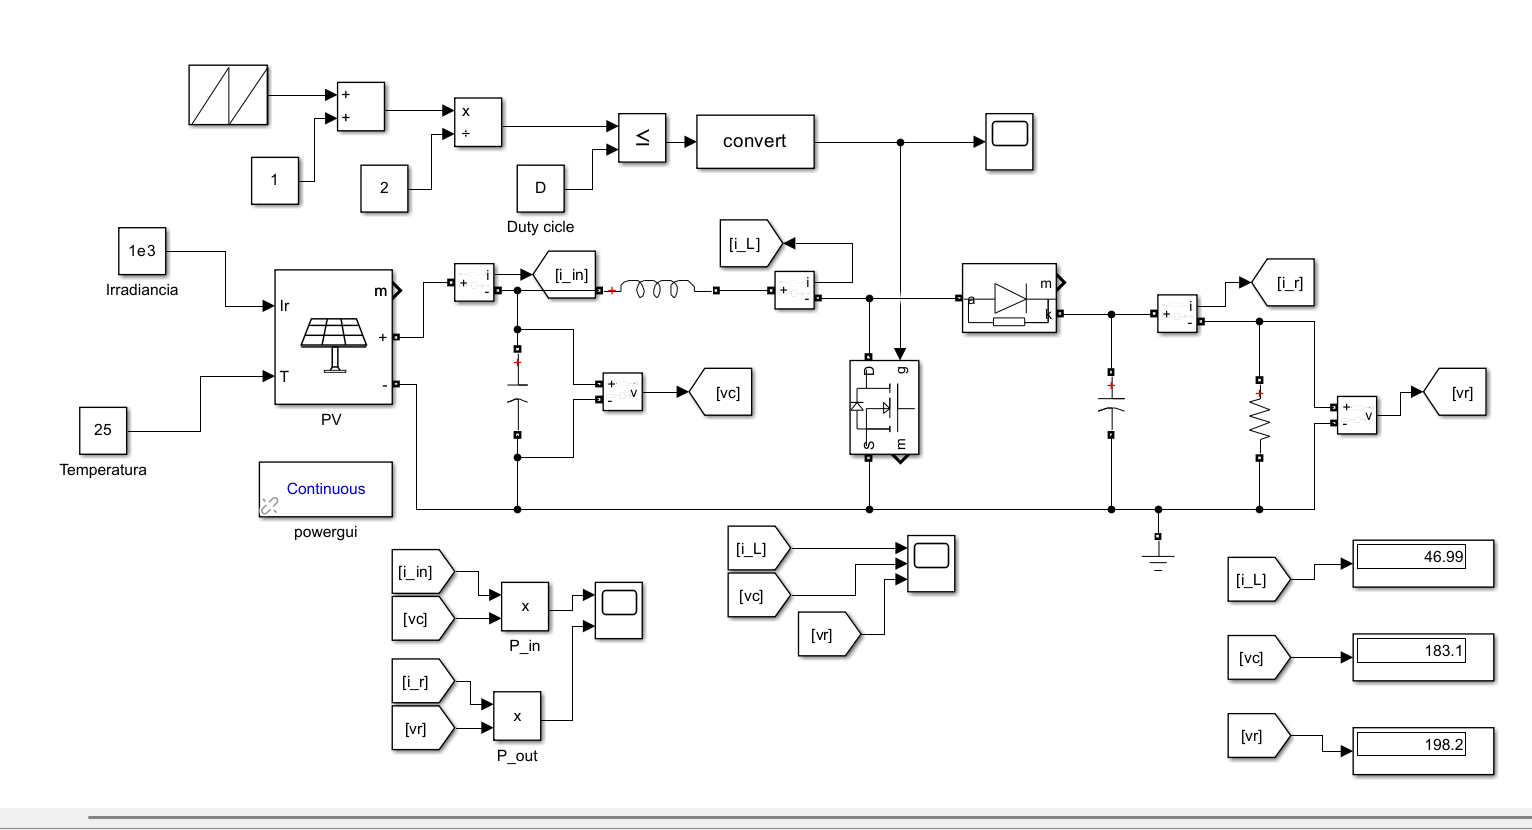 +
+
x
÷
≤
convert
1
2
D
Duty cicle
[i_L]
1e3
Irradiancia
Ir
m
+
-
T
PV
+
i
-
[i_in]
+
+
i
-
a
m
k
+
i
-
[i_r]
+
+
-
v
[vc]
D
g
S
m
+
+
+
-
v
[vr]
25
Temperatura
Continuous
powergui
[i_in]
[vc]
x
P_in
[i_r]
[vr]
x
P_out
[i_L]
[vc]
[vr]
[i_L]
46.99
[vc]
183.1
[vr]
198.2